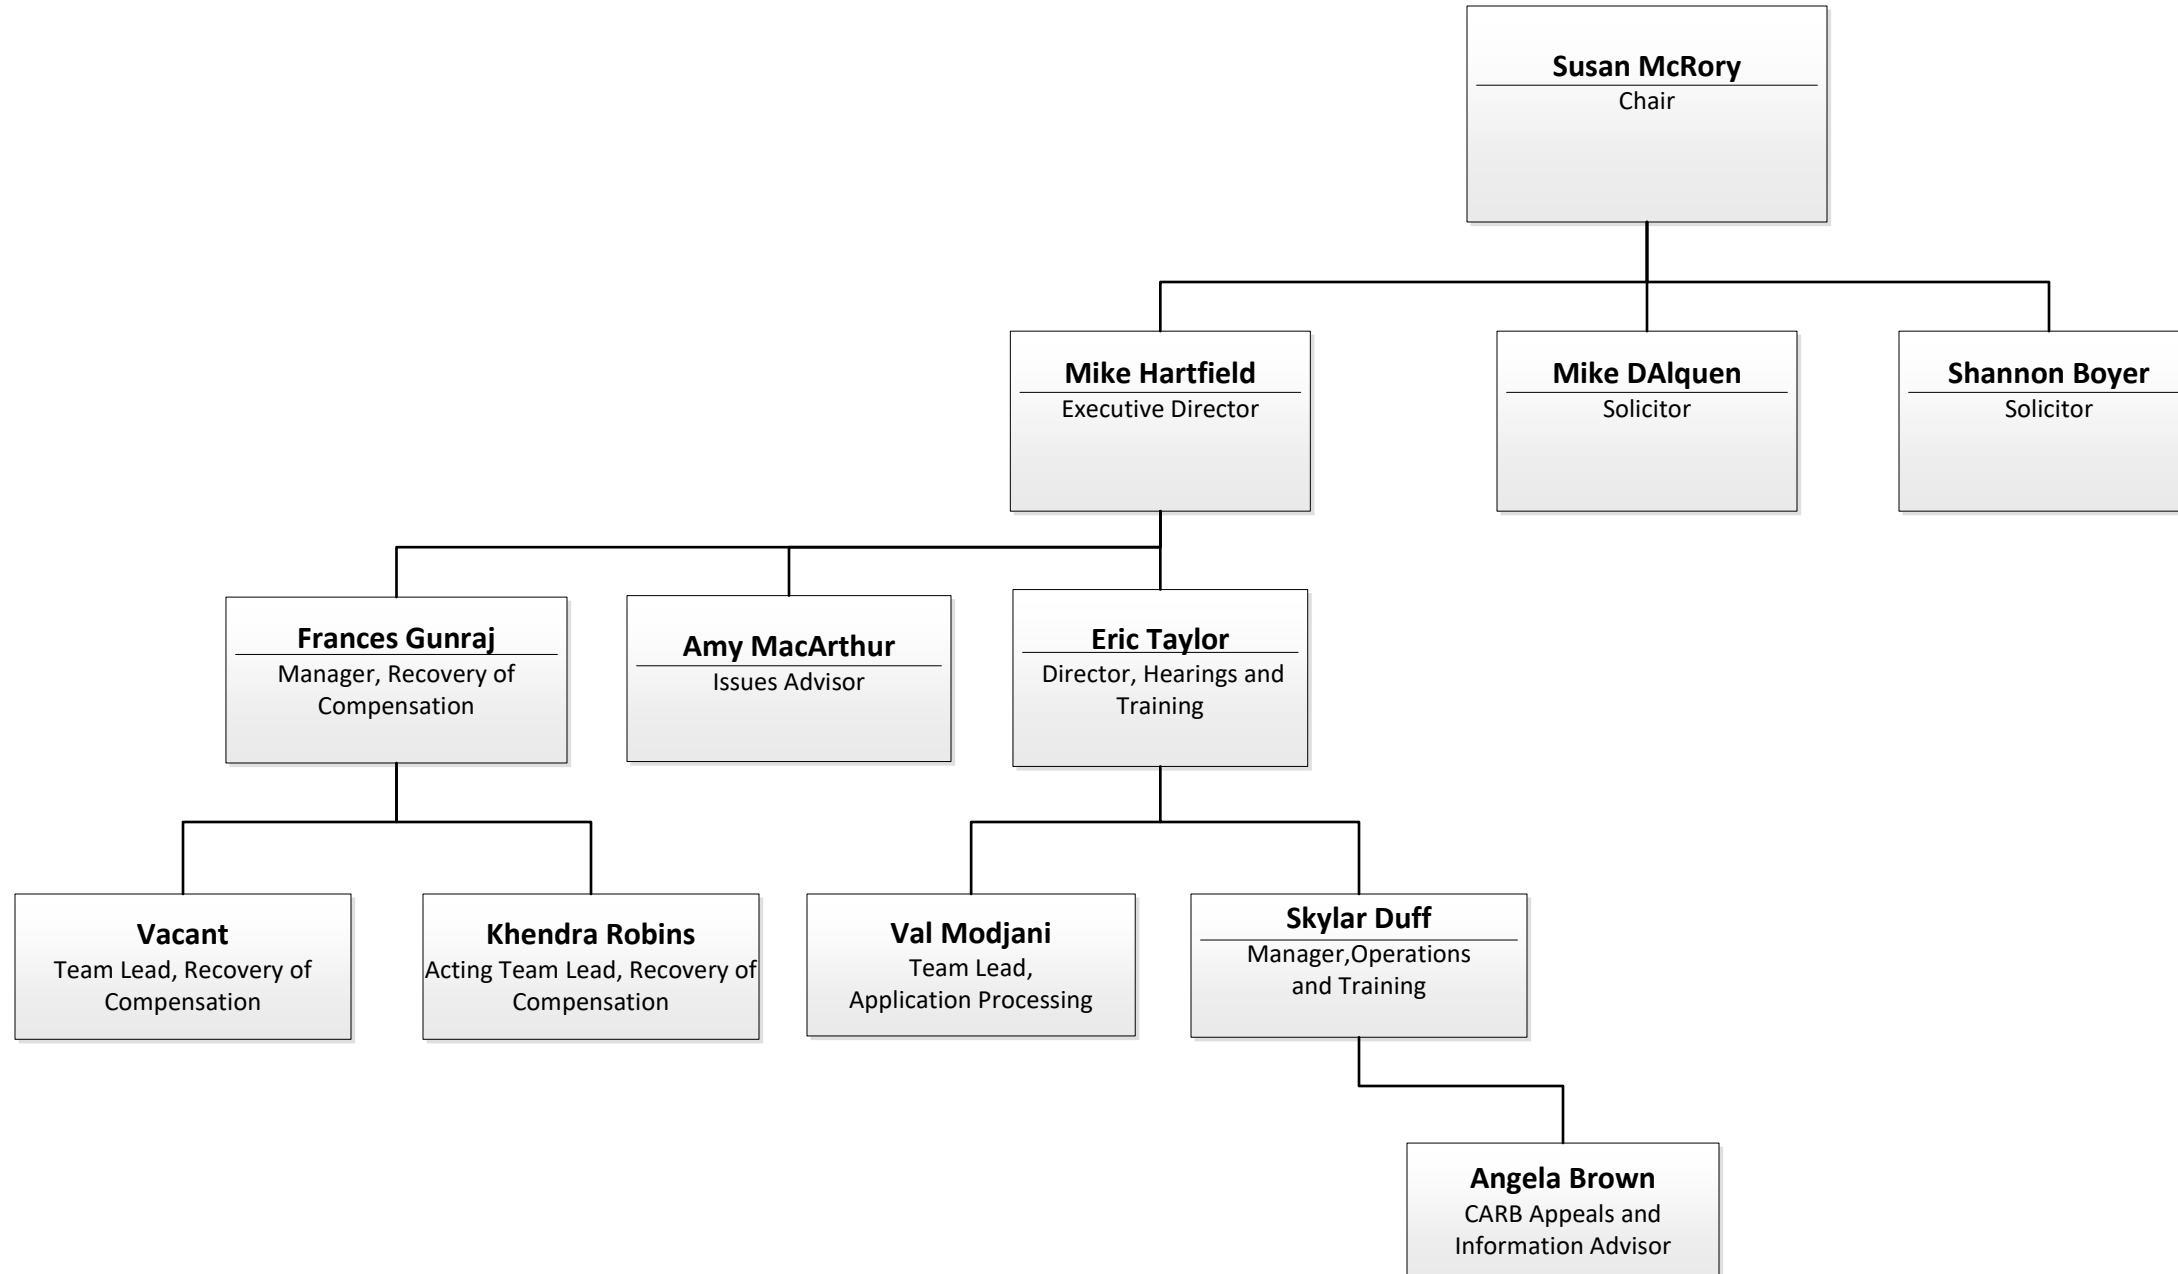 Susan McRory
Chair
Mike Hartfield
Executive Director
Mike DAlquen
Solicitor
Shannon Boyer
Solicitor
Frances Gunraj
Manager, Recovery of
Compensation
Amy MacArthur
Issues Advisor
Eric Taylor
Director, Hearings and
Training
Vacant
Team Lead, Recovery of
Compensation
Khendra Robins
Acting Team Lead, Recovery of
Compensation
Val Modjani
Team Lead,
Application Processing
Skylar Duff
Manager,Operations
and Training
Angela Brown
CARB Appeals and
Information Advisor